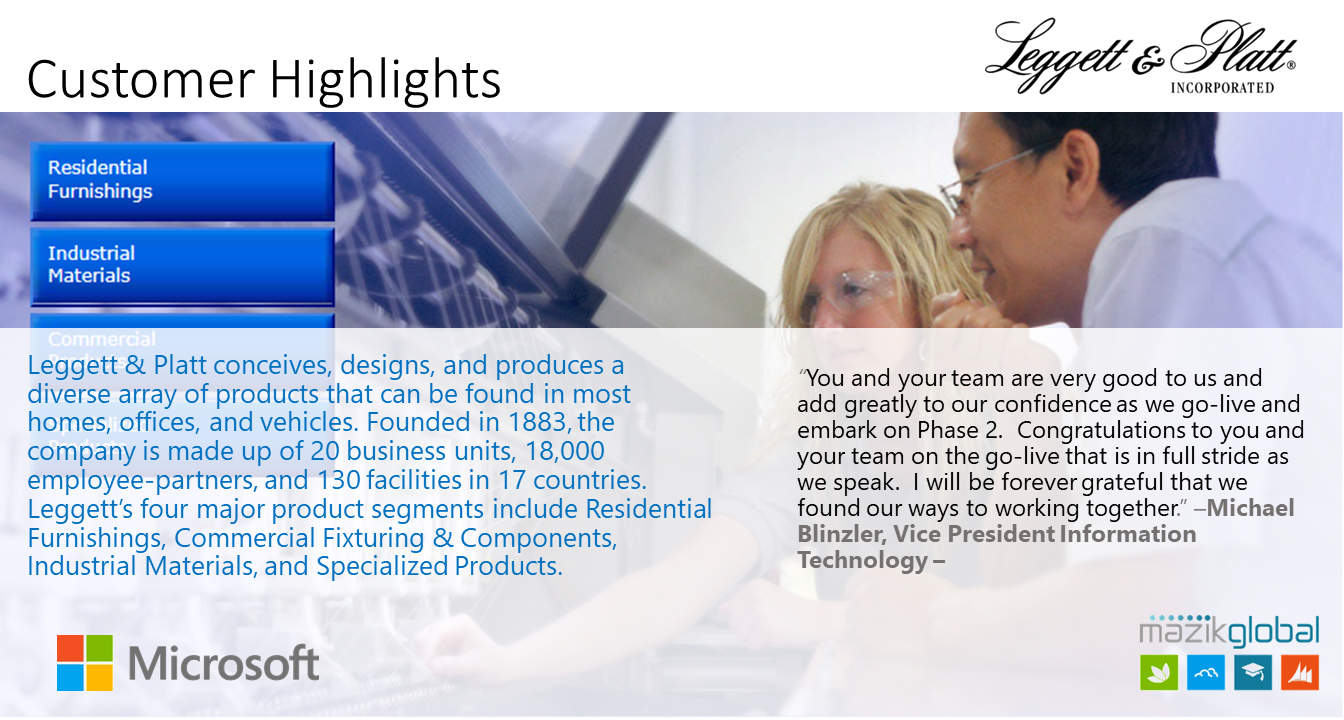 Customer Highlights
Leggett & Platt®
INCORPORATED
Residential
Furnishings
Industrial
Materials
Commercial
Products
Leggett & Platt conceives, designs, and produces a
diverse array of products that can be found in most
homes, offices, and vehicles. Founded in 1883, the
company is made up of 20 business units, 18,000
employee-partners, and 130 facilities in 17 countries.
Leggett’s four major product segments include Residential
Furnishings, Commercial Fixturing & Components,
Industrial Materials, and Specialized Products.
“You and your team are very good to us and
add greatly to our confidence as we go-live and
embark on Phase 2.  Congratulations to you and
your team on the go-live that is in full stride as
we speak.  I will be forever grateful that we
found our ways to working together.” –Michael
Blinzler, Vice President Information
Technology –
Microsoft
mazikglobal